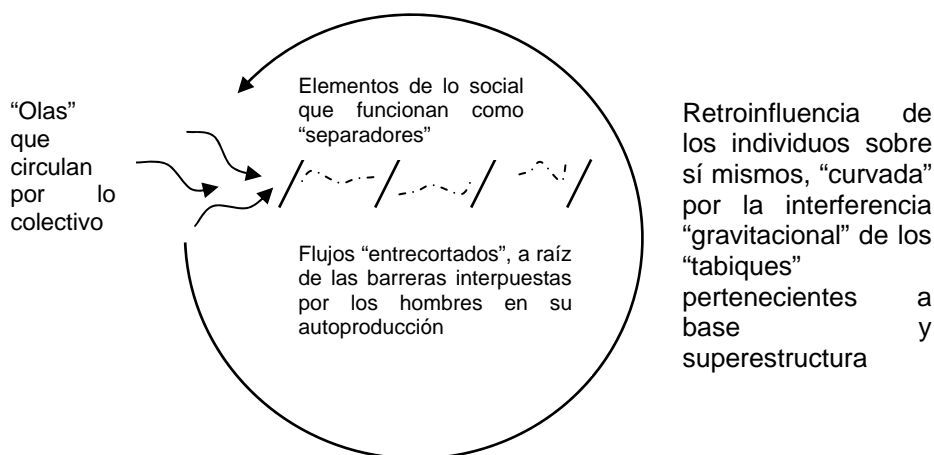 “Olas”
que
circulan
por lo
colectivo
Elementos de lo social
que funcionan como
“separadores”
Flujos “entrecortados”, a raíz
de las barreras interpuestas
por los hombres en su
autoproducción
Retroinfluencia de
los individuos sobre
sí mismos, “curvada”
por la interferencia
“gravitacional” de los
“tabiques”
pertenecientes a
base y
superestructura